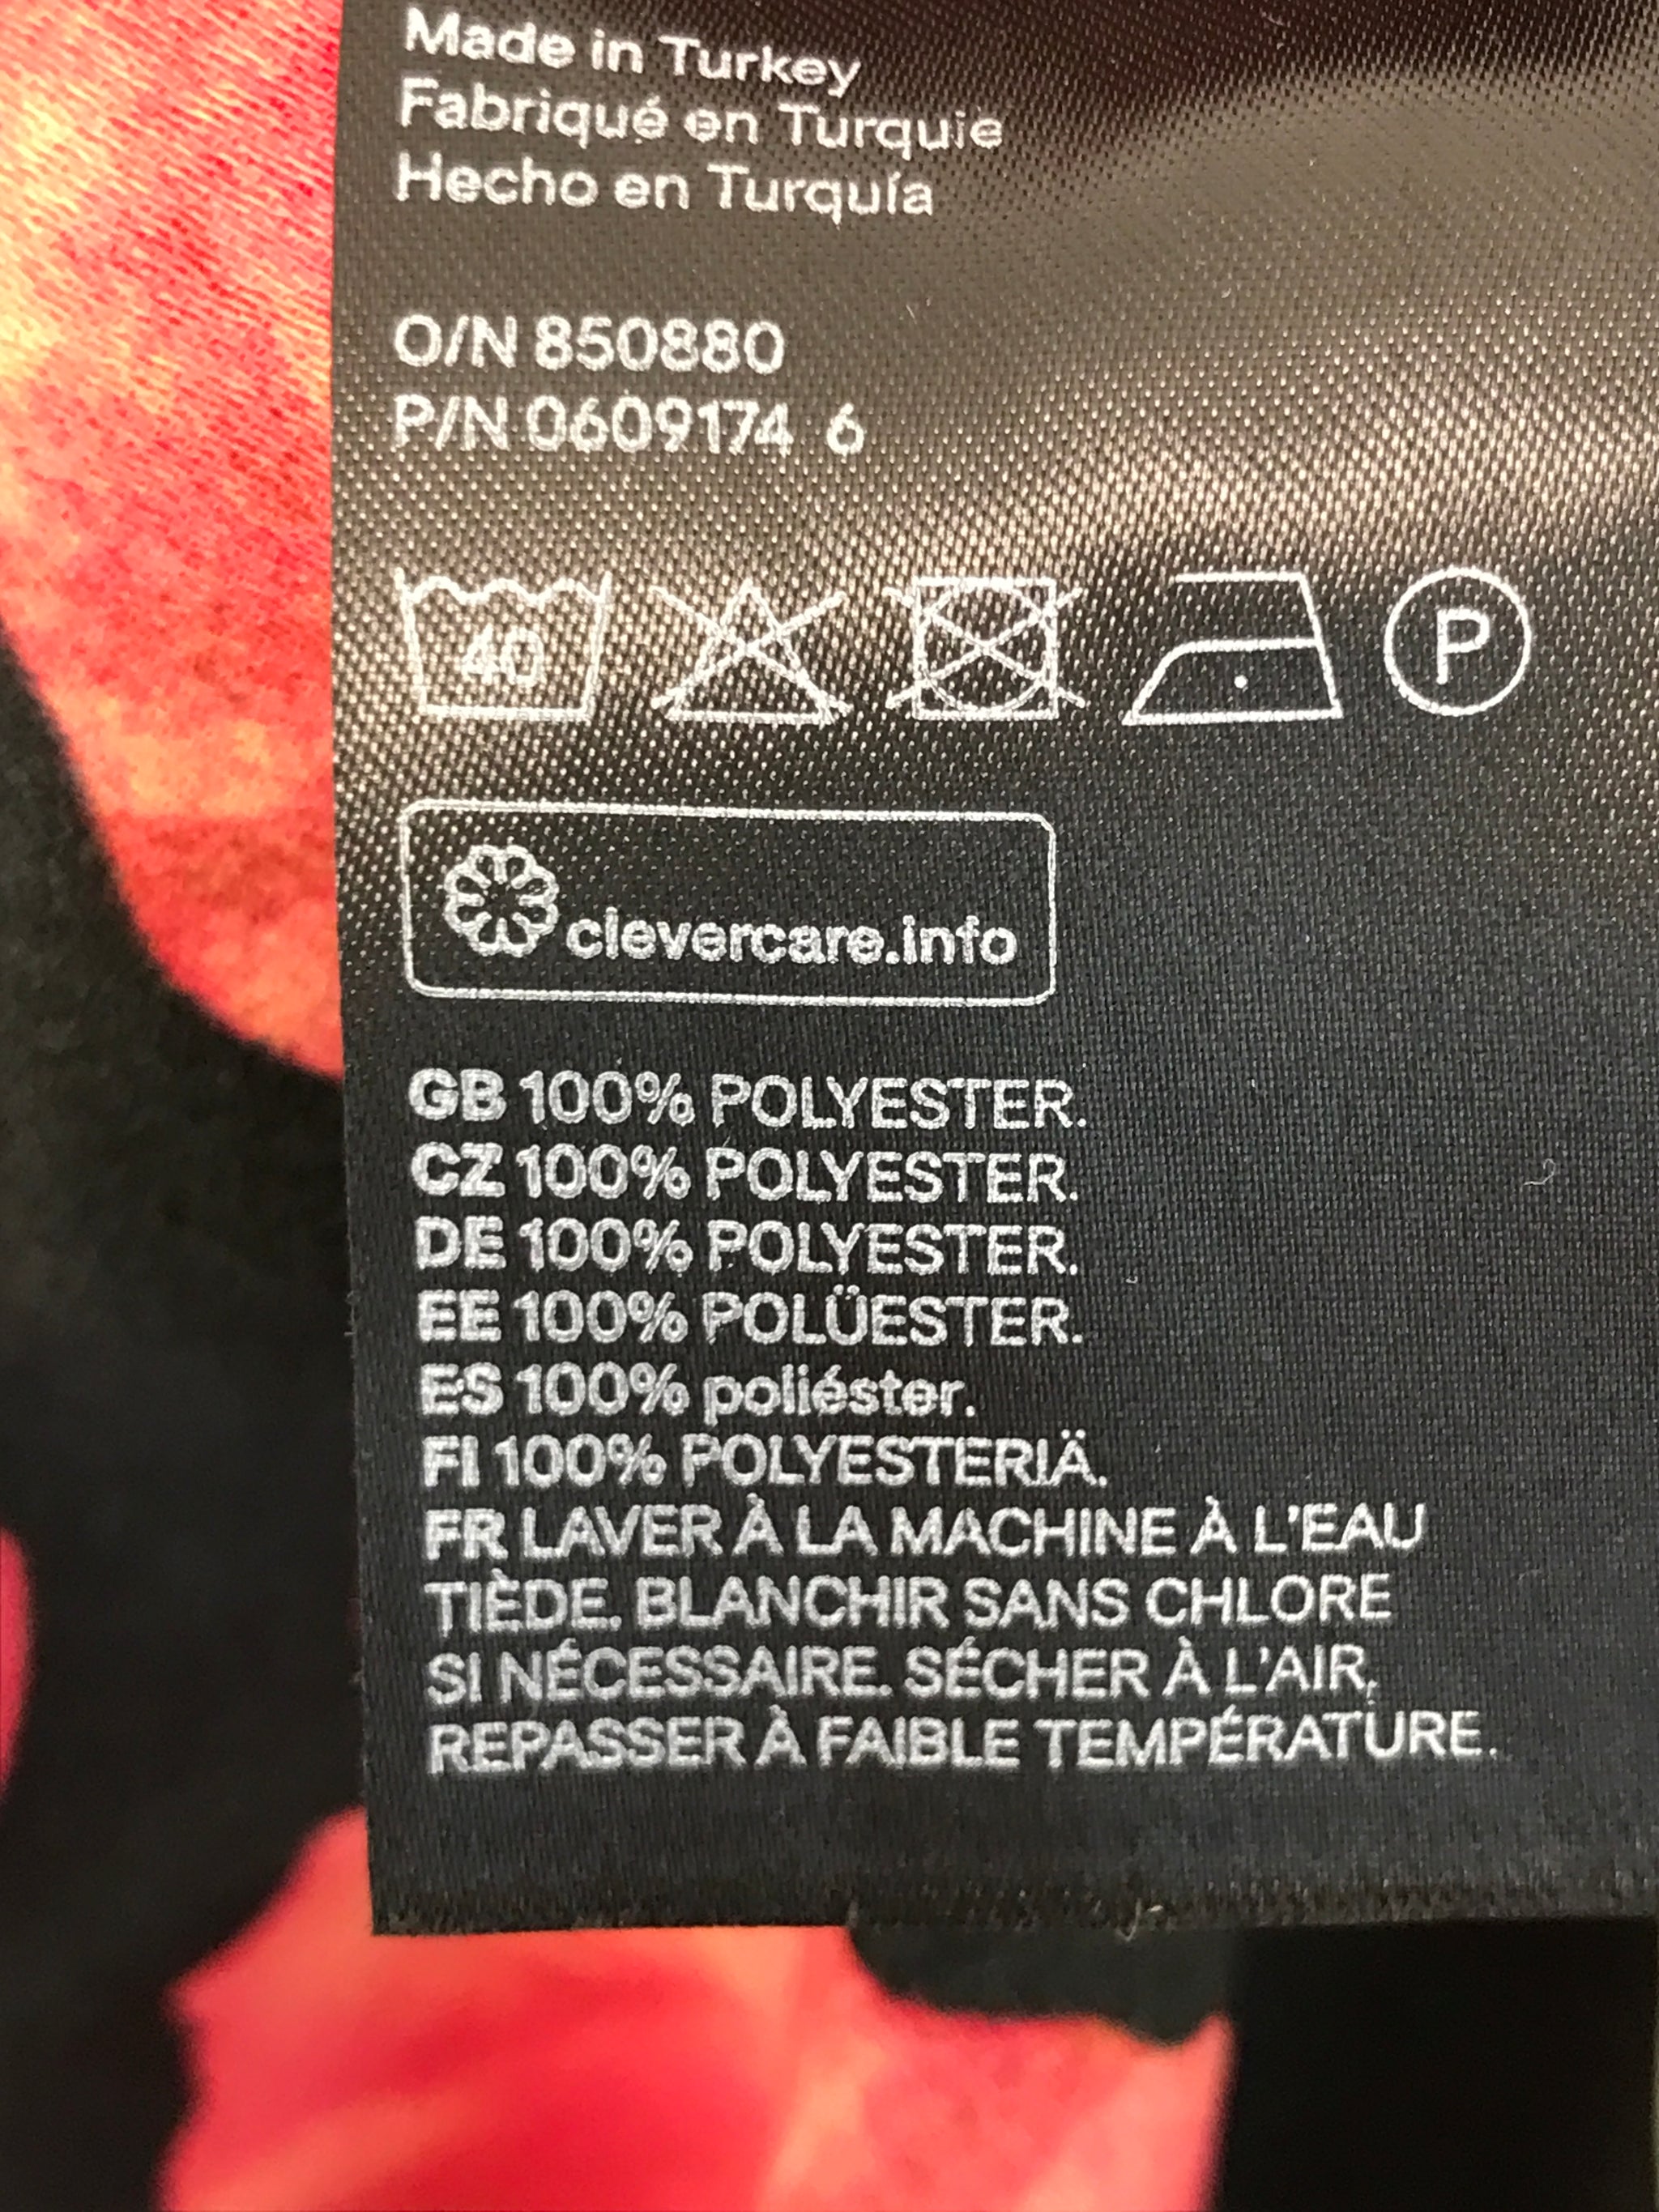 Made in Turkey
Fabriqué en Turquie
Hecho en Turquía
O/N 850880
P/N 0609174 6
40
P
clevercare.info
GB 100% POLYESTER.
CZ 100% POLYESTER.
DE 100% POLYESTER.
EE 100% POLÜESTER.
ES 100% poliéster.
FI 100% POLYESTERIÄ.
FR LAVER À LA MACHINE À L'EAU
TIÈDE. BLANCHIR SANS CHLORE
SI NÉCESSAIRE. SÉCHER À L'AIR,
REPASSER À FAIBLE TEMPÉRATURE.